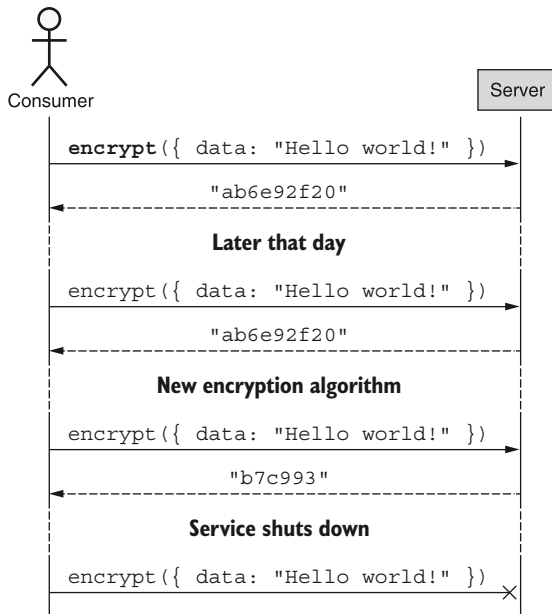 Consumer
Server
encrypt({ data: "Hello world!" })
"ab6e92f20"
Later that day
encrypt({ data: "Hello world!" })
"ab6e92f20"
New encryption algorithm
encrypt({ data: "Hello world!" })
"b7c993"
Service shuts down
encrypt({ data: "Hello world!" })